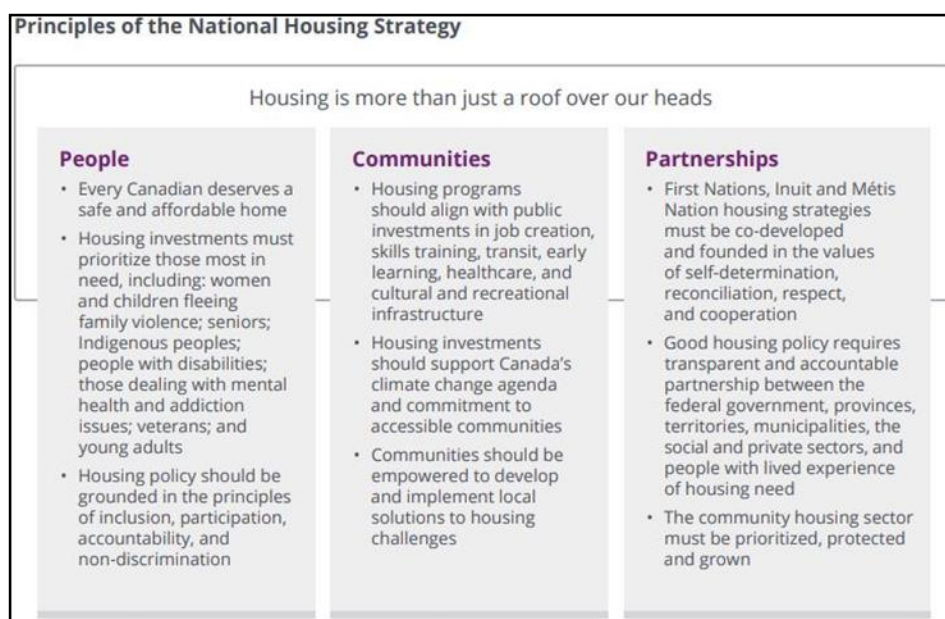 Principles of the National Housing Strategy
Housing is more than just a roof over our heads
People
• Every Canadian deserves a
safe and affordable home
• Housing investments must
prioritize those most in
need, including: women
and children fleeing
family violence; seniors;
Indigenous peoples;
people with disabilities;
those dealing with mental
health and addiction
issues; veterans; and
young adults
• Housing policy should be
grounded in the principles
of inclusion, participation,
accountability, and
non-discrimination
Communities
• Housing programs
should align with public
investments in job creation,
skills training, transit, early
learning, healthcare, and
cultural and recreational
infrastructure
• Housing investments
should support Canada's
climate change agenda
and commitment to
accessible communities
• Communities should be
empowered to develop
and implement local
solutions to housing
challenges
Partnerships
• First Nations, Inuit and Métis
Nation housing strategies
must be co-developed
and founded in the values
of self-determination,
reconciliation, respect,
and cooperation
• Good housing policy requires
transparent and accountable
partnership between the
federal government, provinces,
territories, municipalities, the
social and private sectors, and
people with lived experience
of housing need
• The community housing sector
must be prioritized, protected
and grown